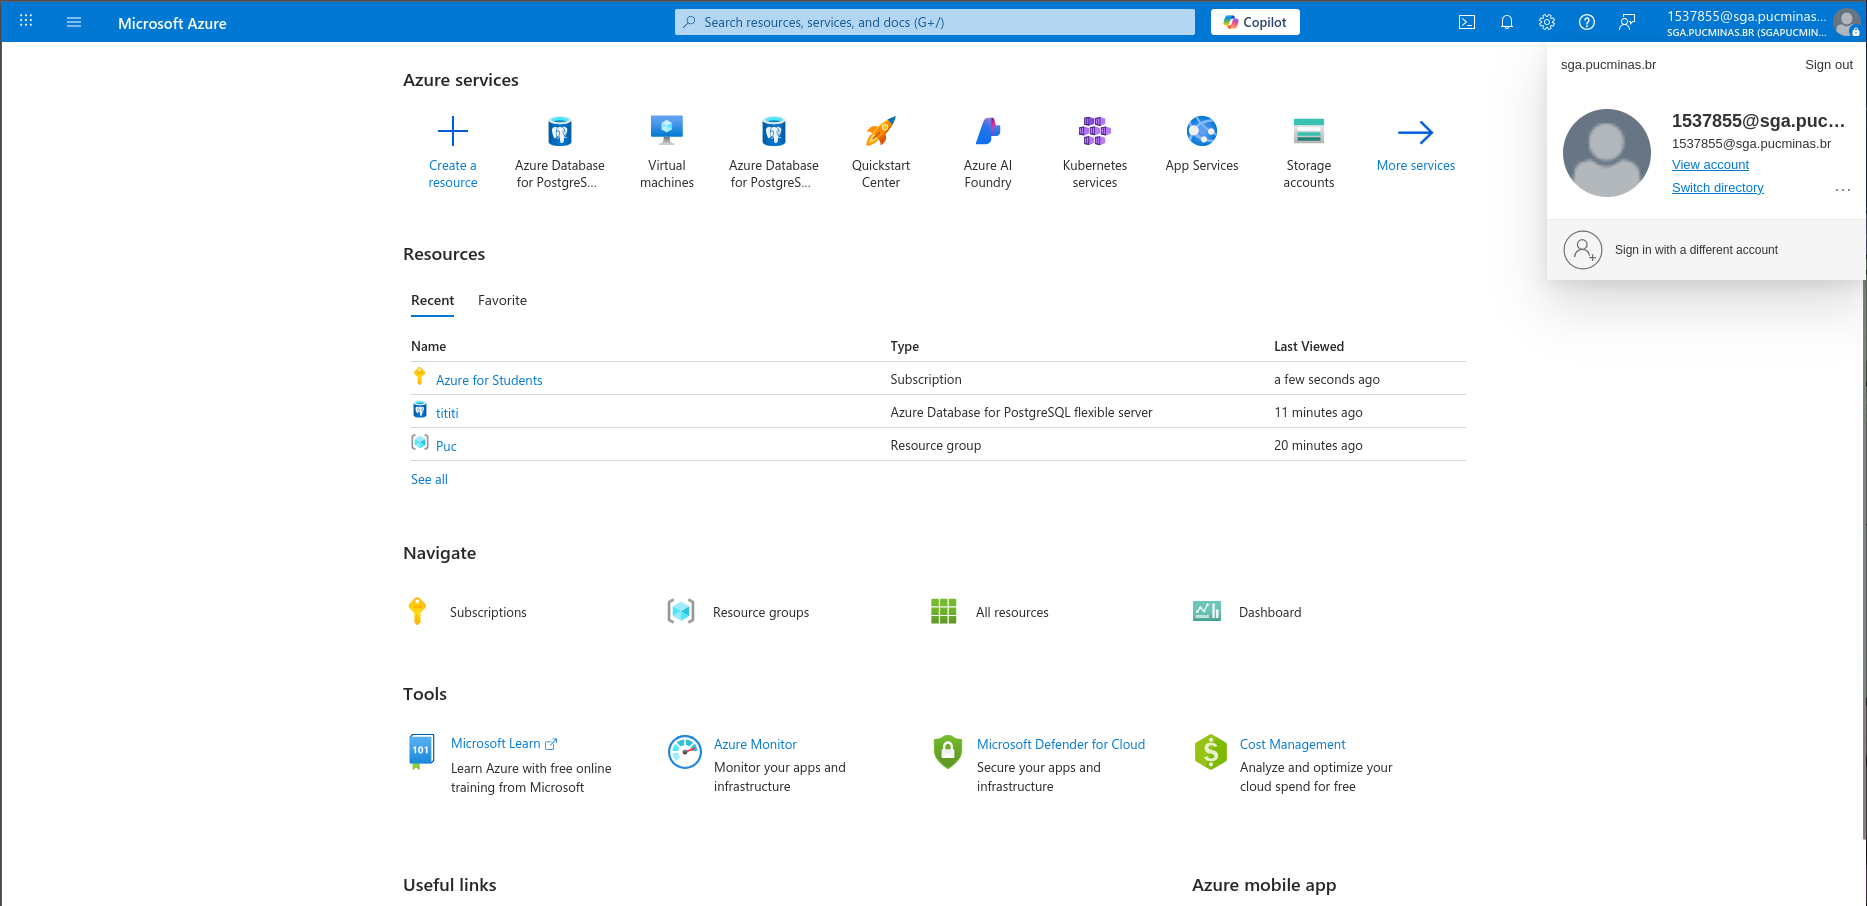 Microsoft Azure
Search resources, services, and docs (G+/)
Copilot
1537855@sga.pucminas...
SGA.PUCMINAS.BR (SGAPUCMIN...
sga.pucminas.br
Sign out
1537855@sga.puc...
1537855@sga.pucminas.br
View account
Switch directory
...
Sign in with a different account
Azure services
Create a
resource
Azure Database
for PostgreS...
Virtual
machines
Azure Database
for PostgreS...
Quickstart
Center
Azure AI
Foundry
Kubernetes
services
App Services
Storage
accounts
More services
Resources
Recent
Favorite
Name
Type
Last Viewed
Azure for Students
Subscription
a few seconds ago
tititi
Azure Database for PostgreSQL flexible server
11 minutes ago
Puc
Resource group
20 minutes ago
See all
Navigate
Subscriptions
Resource groups
All resources
Dashboard
Tools
101
Microsoft Learn
Learn Azure with free online
training from Microsoft
Azure Monitor
Monitor your apps and
infrastructure
Microsoft Defender for Cloud
Secure your apps and
infrastructure
$
Cost Management
Analyze and optimize your
cloud spend for free
Useful links
Azure mobile app